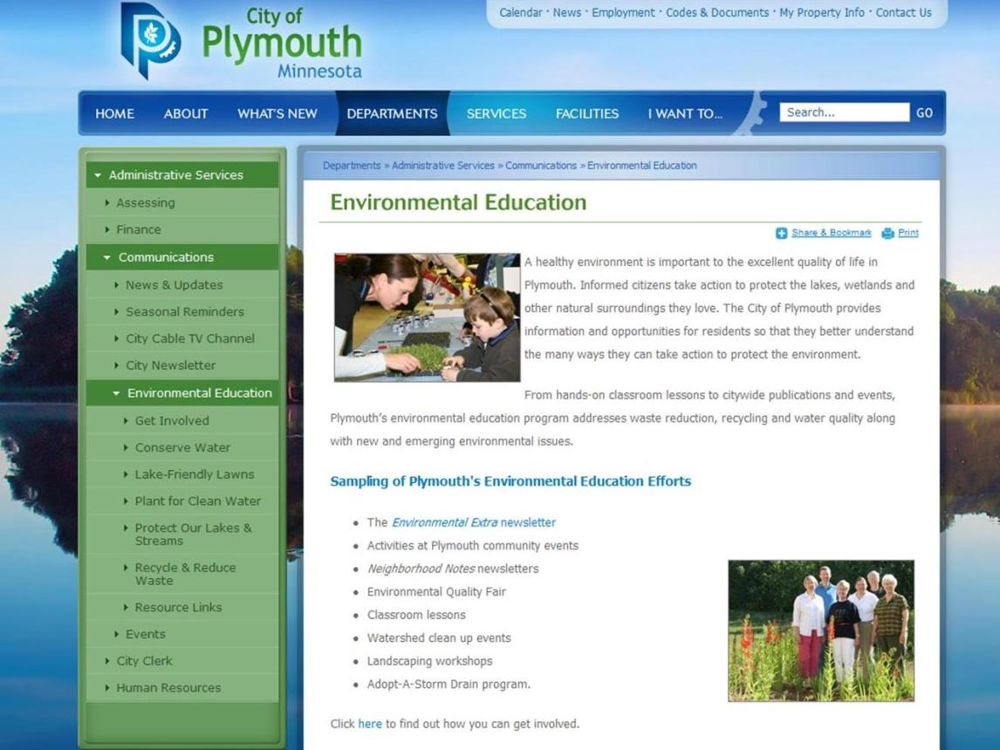 City of
Plymouth
Minnesota
Calendar · News · Employment · Codes & Documents · My Property Info · Contact Us
HOME ABOUT WHAT'S NEW DEPARTMENTS SERVICES FACILITIES I WANT TO... Search... GO
Administrative Services
Assessing
Finance
Communications
News & Updates
Seasonal Reminders
City Cable TV Channel
City Newsletter
Environmental Education
Get Involved
Conserve Water
Lake-Friendly Lawns
Plant for Clean Water
Protect Our Lakes &
Streams
Recycle & Reduce
Waste
Resource Links
Events
City Clerk
Human Resources
Departments » Administrative Services » Communications » Environmental Education
Environmental Education
Share & Bookmark Print
A healthy environment is important to the excellent quality of life in
Plymouth. Informed citizens take action to protect the lakes, wetlands and
other natural surroundings they love. The City of Plymouth provides
information and opportunities for residents so that they better understand
the many ways they can take action to protect the environment.
From hands-on classroom lessons to citywide publications and events,
Plymouth’s environmental education program addresses waste reduction, recycling and water quality along
with new and emerging environmental issues.
Sampling of Plymouth's Environmental Education Efforts
• The Environmental Extra newsletter
• Activities at Plymouth community events
• Neighborhood Notes newsletters
• Environmental Quality Fair
• Classroom lessons
• Watershed clean up events
• Landscaping workshops
• Adopt-A-Storm Drain program.
Click here to find out how you can get involved.